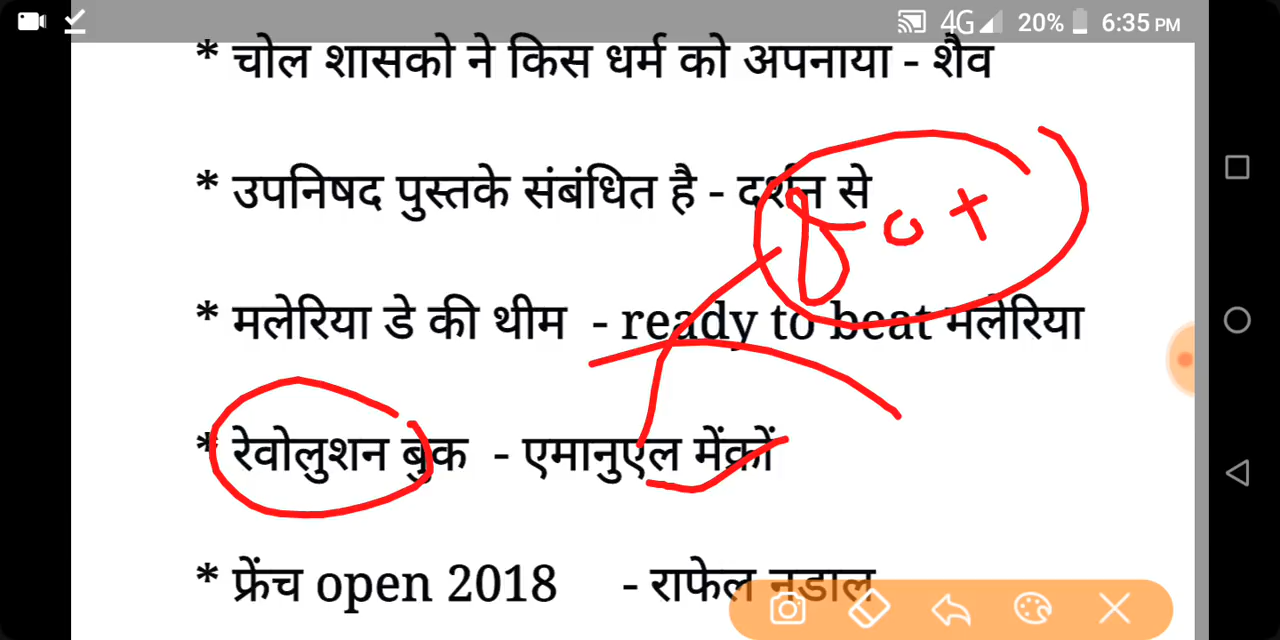 4G 20% 6:35 PM
* चोल शासको ने किस धर्म को अपनाया - शैव
* उपनिषद पुस्तके संबंधित है - दर्शन से
80+
* मलेरिया डे की थीम - ready to beat मलेरिया
* रेवोलुशन बुक - एमानुएल मेंक्रों
* फ्रेंच open 2018 - राफेल नडाल